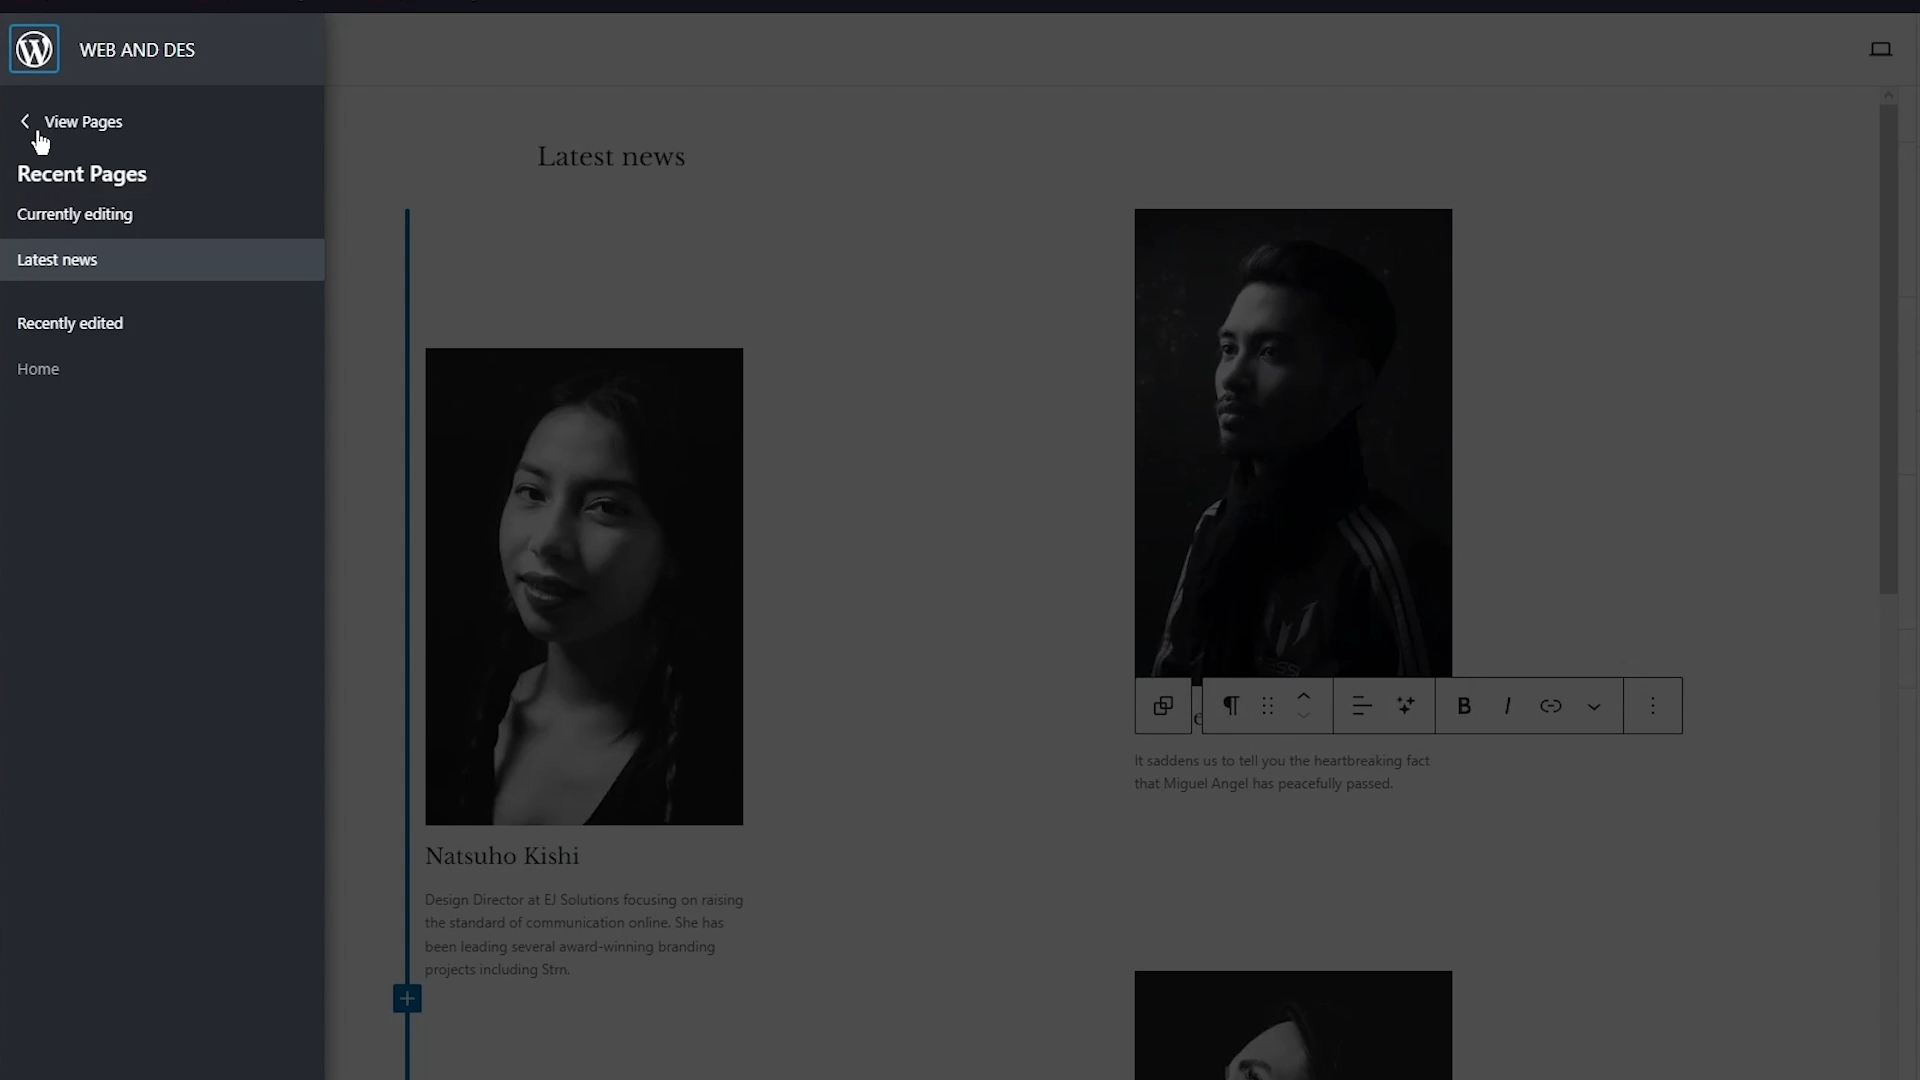 WEB AND DES
View Pages
Recent Pages
Currently editing
Latest news
Recently edited
Home
Latest news
Natsuho Kishi
Design Director at EJ Solutions focusing on raising
the standard of communication online. She has
been leading several award-winning branding
projects including Strn.
B I
It saddens us to tell you the heartbreaking fact
that Miguel Angel has peacefully passed.